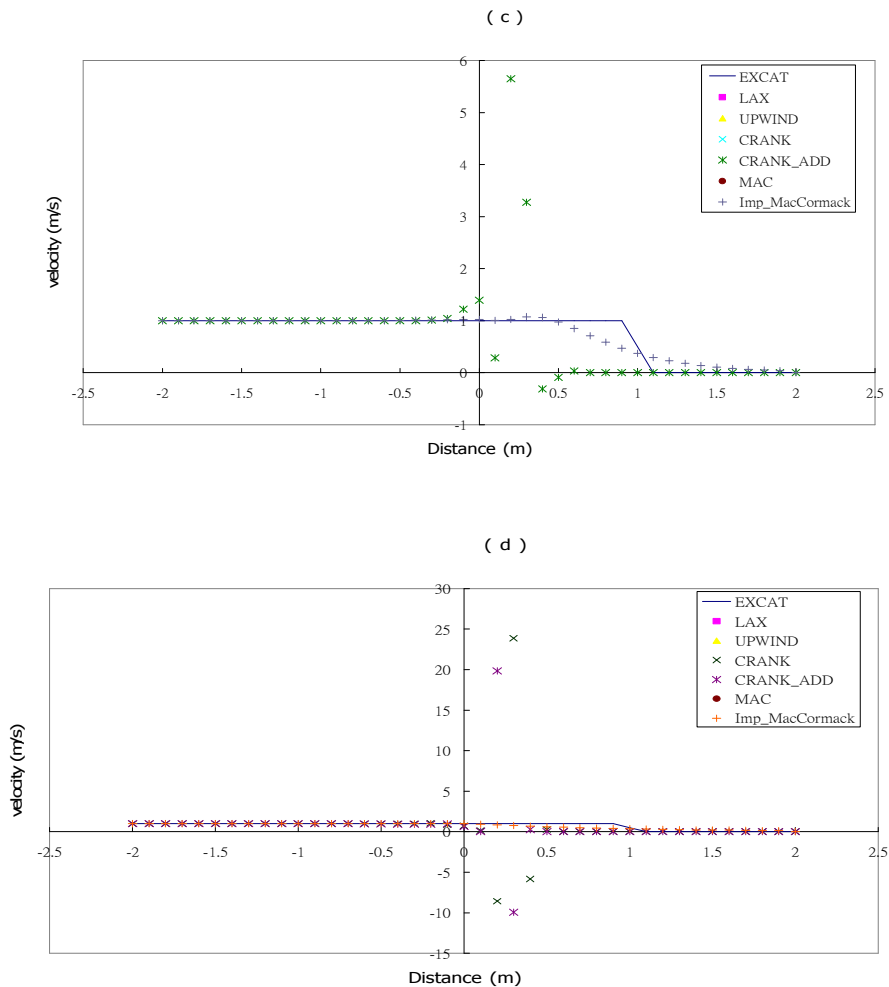 ( c )
6
5
4
3
2
1
0
-1
velocity (m/s)
-2.5 -2 -1.5 -1 -0.5 0 0.5 1 1.5 2 2.5
Distance (m)
EXCAT
LAX
UPWIND
CRANK
CRANK_ADD
MAC
Imp_MacCormack
( d )
30
25
20
15
10
5
0
-5
-10
-15
velocity (m/s)
-2.5 -2 -1.5 -1 -0.5 0 0.5 1 1.5 2 2.5
Distance (m)
EXCAT
LAX
UPWIND
CRANK
CRANK_ADD
MAC
Imp_MacCormack